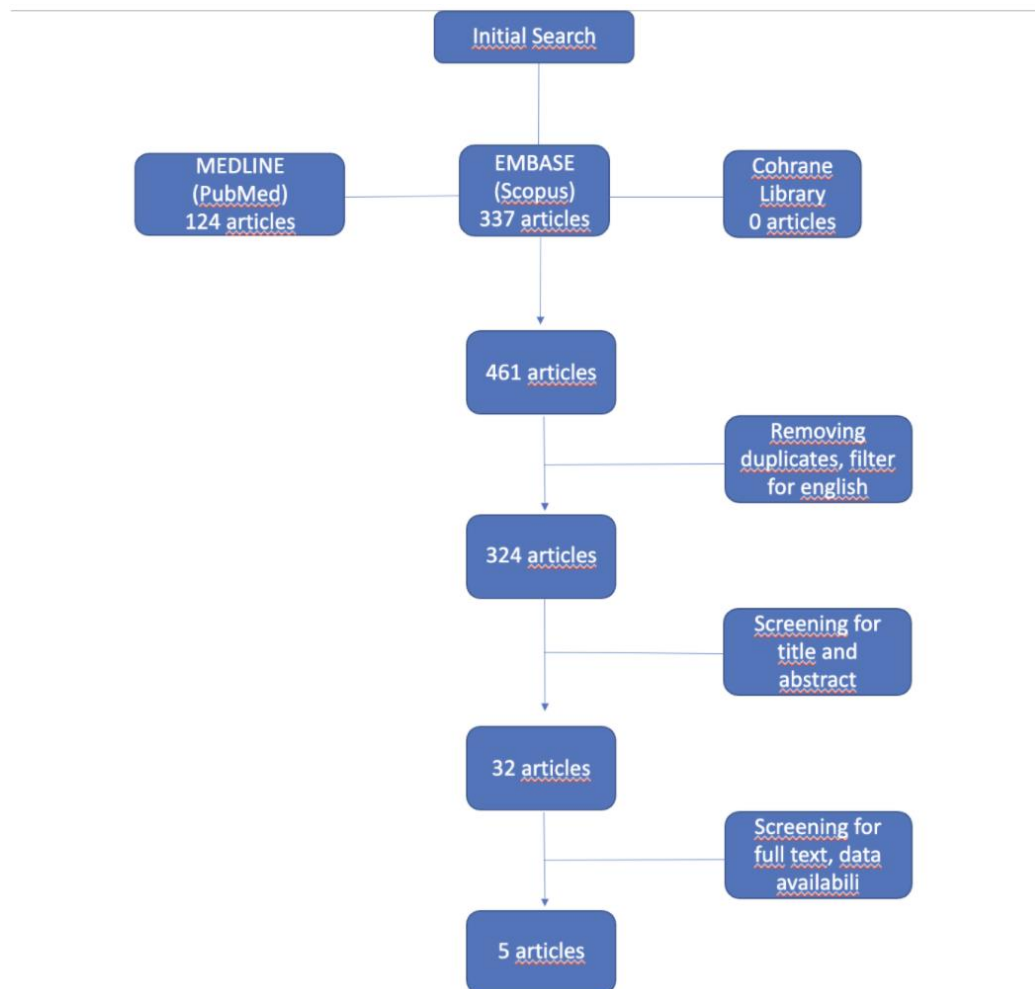 Initial Search
MEDLINE
(PubMed)
124 articles
EMBASE
(Scopus)
337 articles
Cohrane
Library
0 articles
461 articles
Removing
duplicates, filter
for english
324 articles
Screening for
title and
abstract
32 articles
Screening for
full text, data
availabili
5 articles